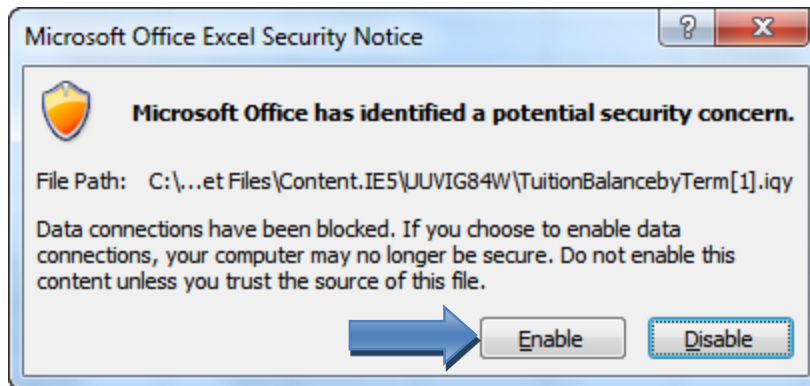 Microsoft Office Excel Security Notice
Microsoft Office has identified a potential security concern.
File Path: C:\...et Files\Content.IE5\UUVIG84W\TuitionBalancebyTerm[1].iqy
Data connections have been blocked. If you choose to enable data
connections, your computer may no longer be secure. Do not enable this
content unless you trust the source of this file.
Enable Disable